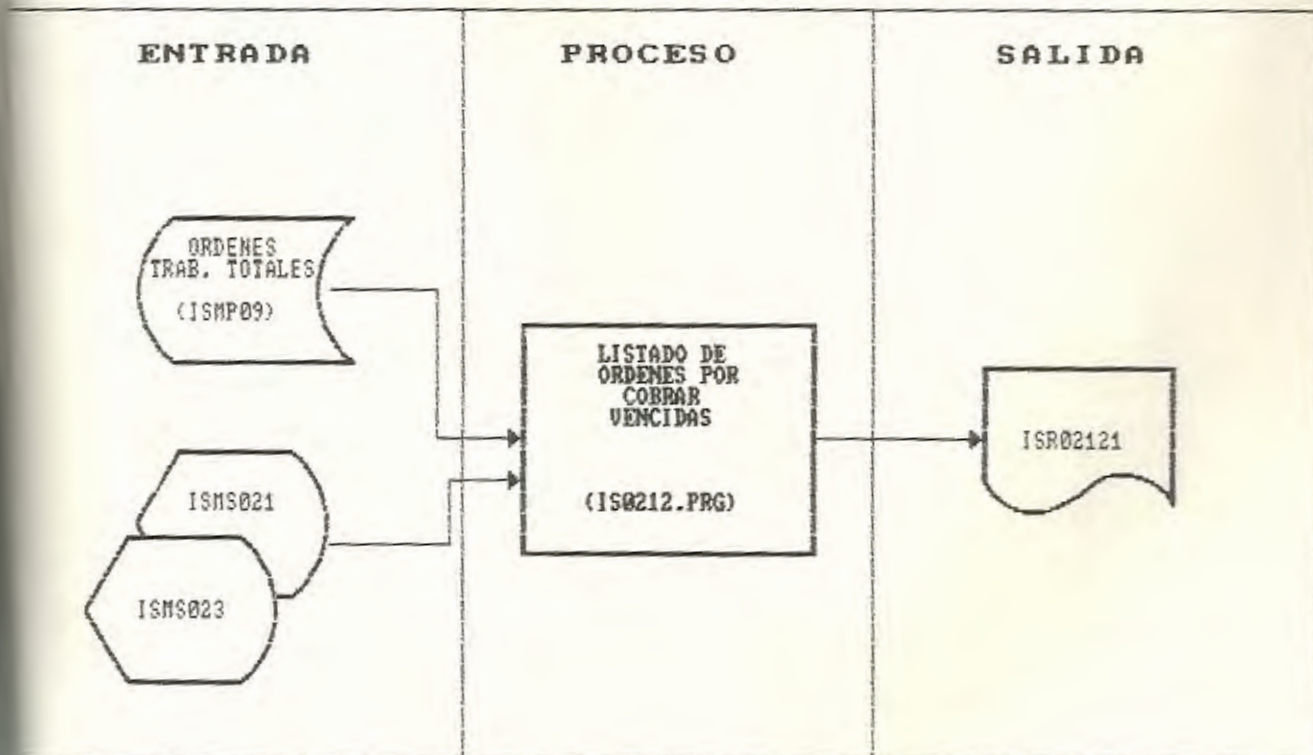 ENTRADA
PROCESO
SALIDA
ORDENES
TRAB. TOTALES
(ISMP09)
ISMS021
ISMS023
LISTADO DE
ORDENES POR
COBRAR
VENCIDAS
(IS0212.PRG)
ISR02121